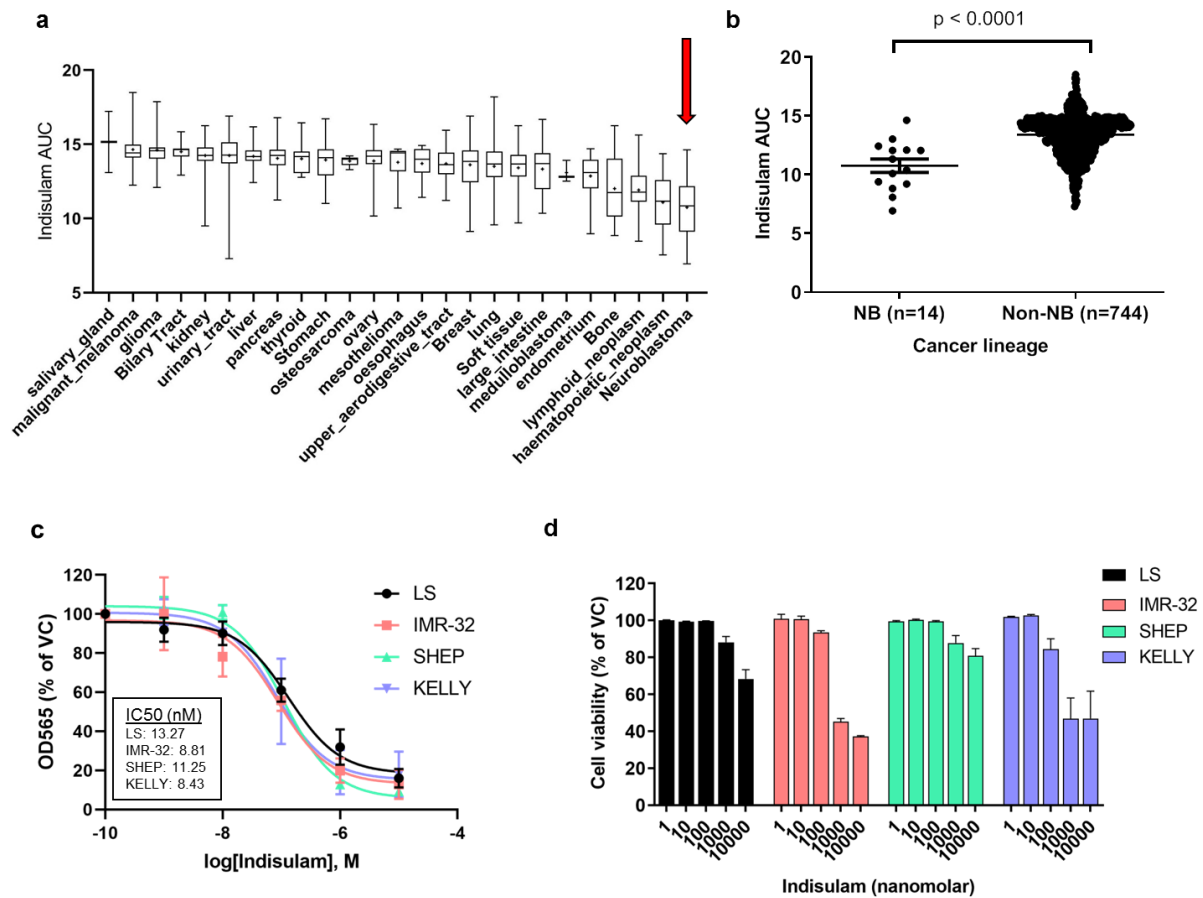 a
20
15
10
5
Indisulam AUC
salivary_gland
malignant_melanoma
glioma
Bilary Tract
kidney
urinary_tract
liver
pancreas
thyroid
Stomach
osteosarcoma
ovary
mesothelioma
oesophagus
upper_aerodigestive_tract
Breast
lung
Soft tissue
large_intestine
medulloblastoma
endometrium
Bone
lymphoid_neoplasm
haematopoietic_neoplasm
Neuroblastoma
b
p < 0.0001
20
15
10
5
0
Indisulam AUC
NB (n=14) Non-NB (n=744)
Cancer lineage
c
120
100
80
60
40
20
0
OD565 (% of VC)
LS
IMR-32
SHEP
KELLY
IC50 (nM)
LS: 13.27
IMR-32: 8.81
SHEP: 11.25
KELLY: 8.43
-10 -8 -6 -4
log[Indisulam], M
d
120
100
80
60
40
20
0
Cell viability (% of VC)
LS
IMR-32
SHEP
KELLY
1 10 100 1000 10000 1 10 100 1000 10000 1 10 100 1000 10000 1 10 100 1000 10000
Indisulam (nanomolar)